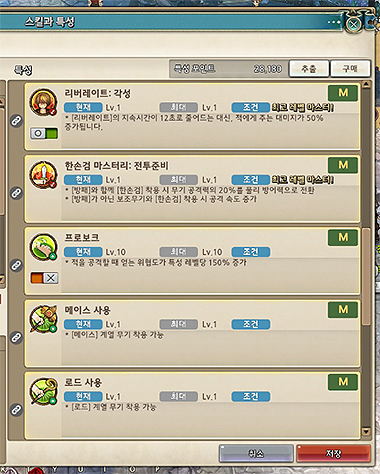 스킬과 특성
특성
특성 포인트 28,180 추출 구매
리버레이트: 각성 M
현재 Lv.1 최대 Lv.1 조건 최고 레벨 마스터!
* [리버레이트]의 지속시간이 12초로 줄어드는 대신, 적에게 주는 대미지가 50%
증가됩니다.
한손검 마스터리: 전투준비 M
현재 Lv.1 최대 Lv.1 조건 최고 레벨 마스터!
* [방패]와 함께 [한손검] 착용 시 무기 공격력의 20%를 물리 방어력으로 전환
* [방패]가 아닌 보조무기와 [한손검] 착용 시 공격 속도 증가
프로보크 M
현재 Lv.10 최대 Lv.10 조건
* 적을 공격할 때 얻는 위협도가 특성 레벨당 150% 증가
메이스 사용 M
현재 Lv.1 최대 Lv.1 조건
* [메이스] 계열 무기 착용 가능
로드 사용 M
현재 Lv.1 최대 Lv.1 조건
* [로드] 계열 무기 착용 가능
취소 저장
Y U I O P